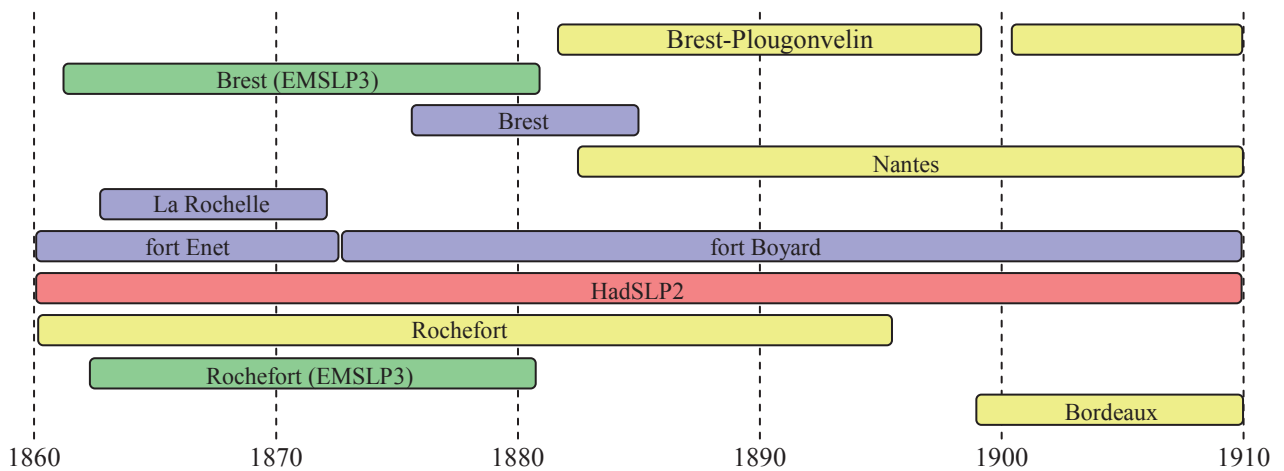 Brest-Plougonvelin
Brest (EMSLP3)
Brest
Nantes
La Rochelle
fort Enet fort Boyard
HadSLP2
Rochefort
Rochefort (EMSLP3)
Bordeaux
1860 1870 1880 1890 1900 1910